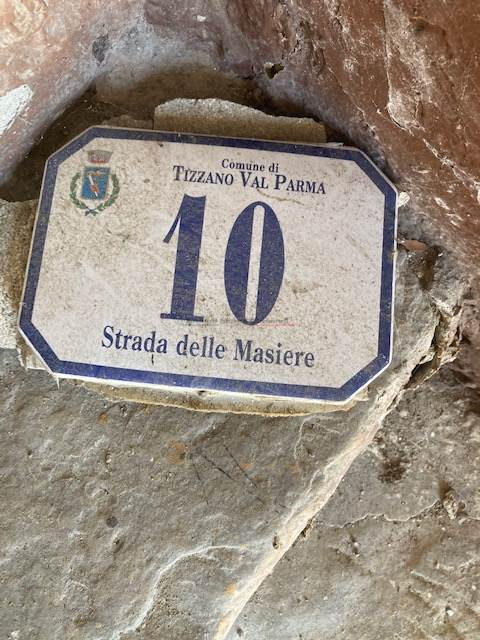 Comune di
TIZZANO VAL PARMA
10
Strada delle Masiere